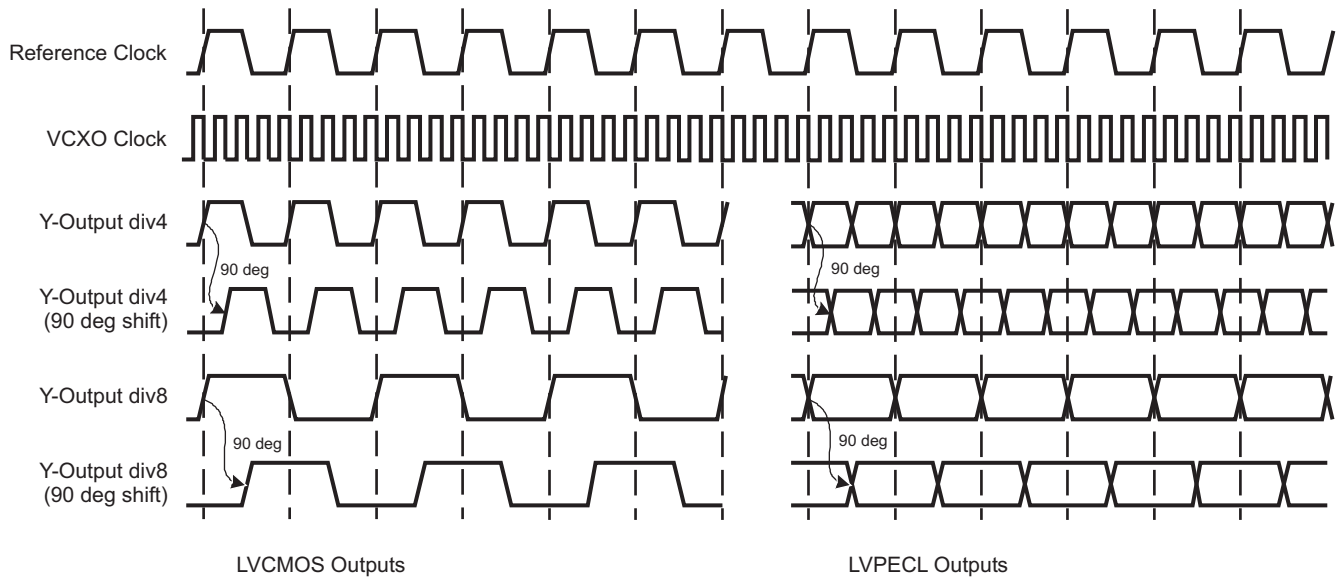 Reference Clock
VCXO Clock
Y-Output div4
90 deg
90 deg
Y-Output div4
(90 deg shift)
Y-Output div8
90 deg
90 deg
Y-Output div8
(90 deg shift)
LVCMOS Outputs
LVPECL Outputs